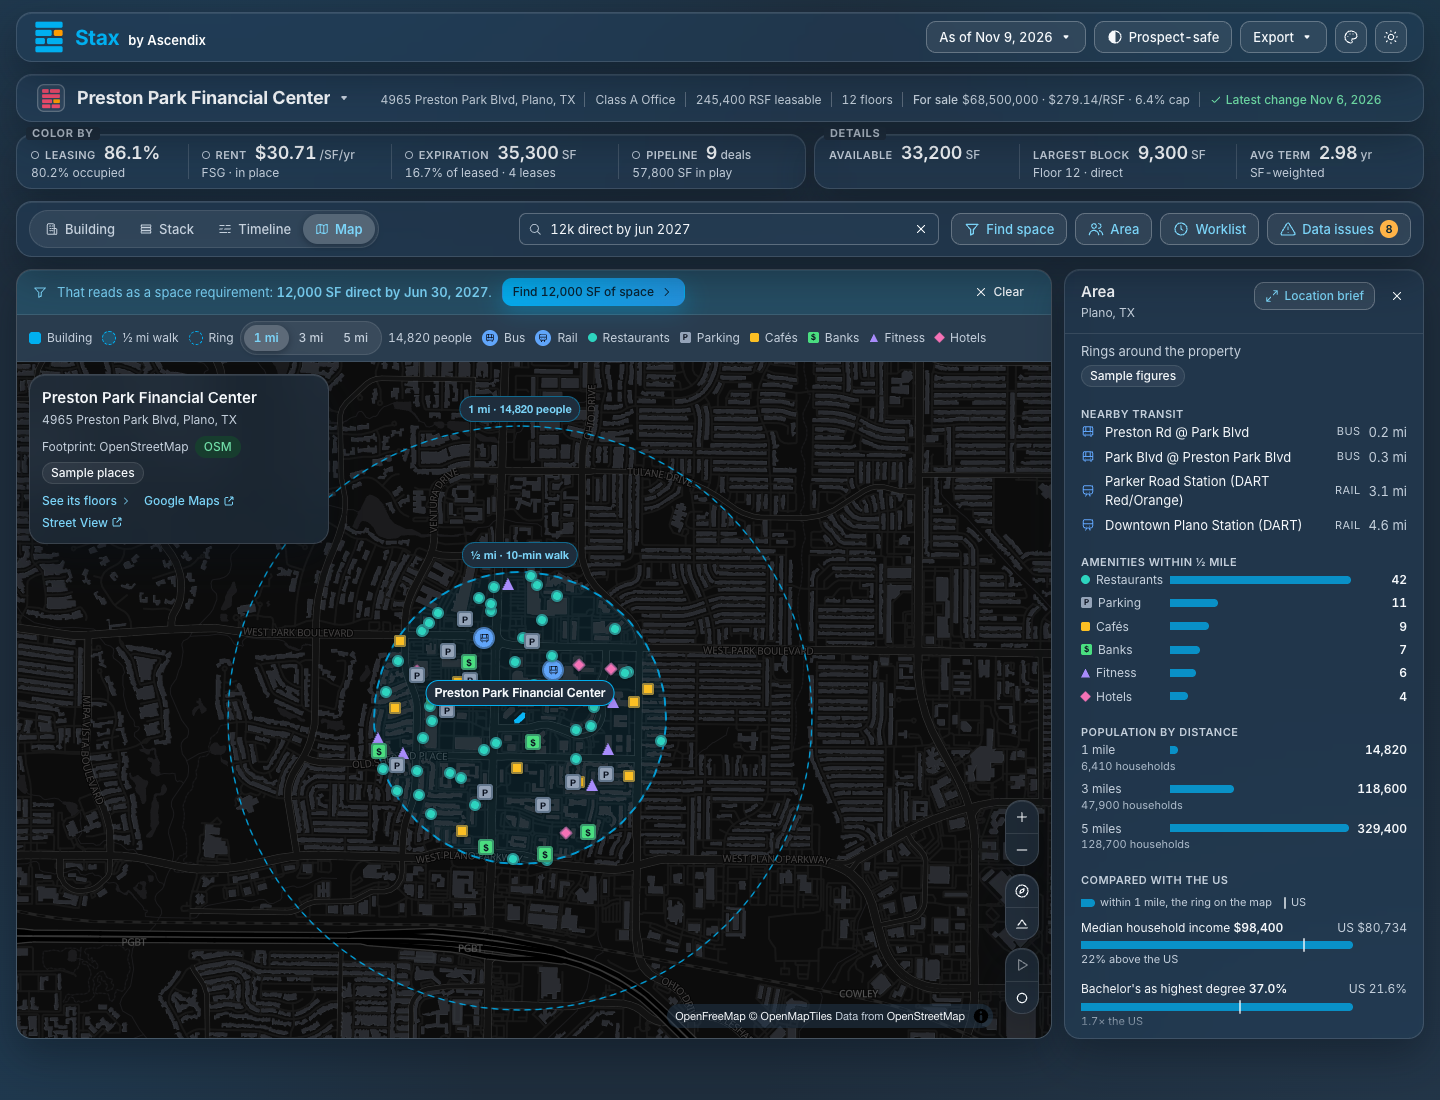 Stax by Ascendix
As of Nov 9, 2026
Prospect-safe
Export
Preston Park Financial Center
4965 Preston Park Blvd, Plano, TX
Class A Office
245,400 RSF leasable
12 floors
For sale $68,500,000 · $279.14/RSF · 6.4% cap
✓ Latest change Nov 6, 2026
COLOR BY
LEASING 86.1%
80.2% occupied
RENT $30.71 /SF/yr
FSG · in place
EXPIRATION 35,300 SF
16.7% of leased · 4 leases
PIPELINE 9 deals
57,800 SF in play
DETAILS
AVAILABLE 33,200 SF
LARGEST BLOCK 9,300 SF
Floor 12 · direct
AVG TERM 2.98 yr
SF-weighted
Building
Stack
Timeline
Map
12k direct by jun 2027
Find space
Area
Worklist
Data issues 8
That reads as a space requirement: 12,000 SF direct by Jun 30, 2027.
Find 12,000 SF of space
Clear
Building
½ mi walk
Ring
1 mi
3 mi
5 mi
14,820 people
Bus
Rail
Restaurants
P Parking
Cafés
$ Banks
Fitness
Hotels
Preston Park Financial Center
4965 Preston Park Blvd, Plano, TX
Footprint: OpenStreetMap OSM
Sample places
See its floors
Google Maps
Street View
1 mi · 14,820 people
OHIO DRIVE
TULANE DRIVE
VENTURA DRIVE
½ mi · 10-min walk
WEST PARK BOULEVARD
WEST PARK BOULEVARD
Preston Park Financial Center
MIRA VISTA BOULEVARD
WEST PLANO PARKWAY
PGBT
PGBT
COWLEY
OpenFreeMap © OpenMapTiles Data from OpenStreetMap
Area
Plano, TX
Location brief
Rings around the property
Sample figures
NEARBY TRANSIT
Preston Rd @ Park Blvd BUS 0.2 mi
Park Blvd @ Preston Park Blvd BUS 0.3 mi
Parker Road Station (DART Red/Orange) RAIL 3.1 mi
Downtown Plano Station (DART) RAIL 4.6 mi
AMENITIES WITHIN ½ MILE
Restaurants 42
P Parking 11
Cafés 9
$ Banks 7
Fitness 6
Hotels 4
POPULATION BY DISTANCE
1 mile 14,820
6,410 households
3 miles 118,600
47,900 households
5 miles 329,400
128,700 households
COMPARED WITH THE US
within 1 mile, the ring on the map | US
Median household income $98,400 US $80,734
22% above the US
Bachelor's as highest degree 37.0% US 21.6%
1.7× the US